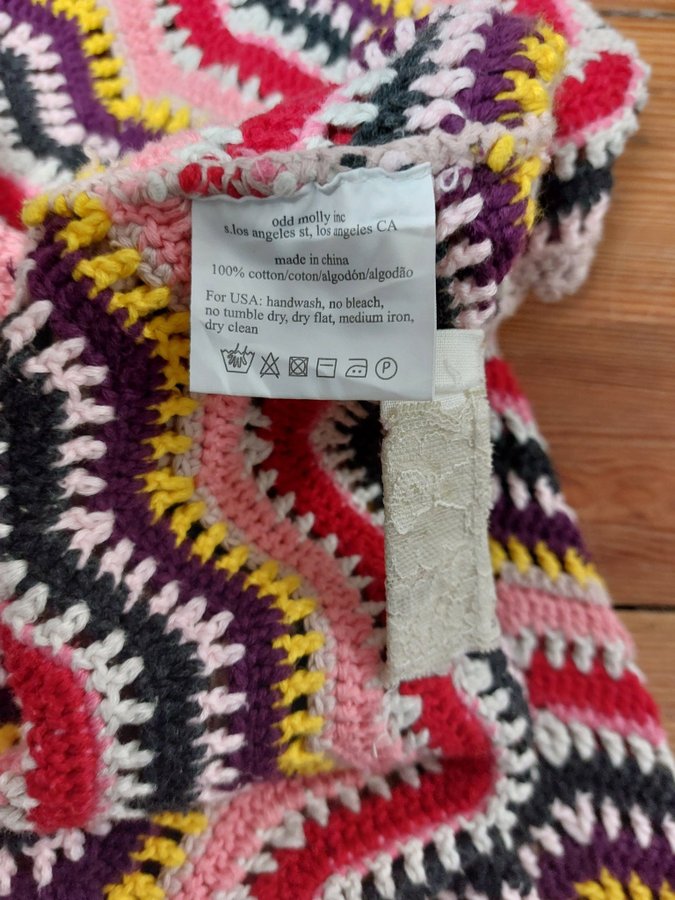 odd molly inc
s.los angeles st, los angeles CA
made in china
100% cotton/coton/algodón/algodão
For USA: handwash, no bleach,
no tumble dry, dry flat, medium iron,
dry clean
P